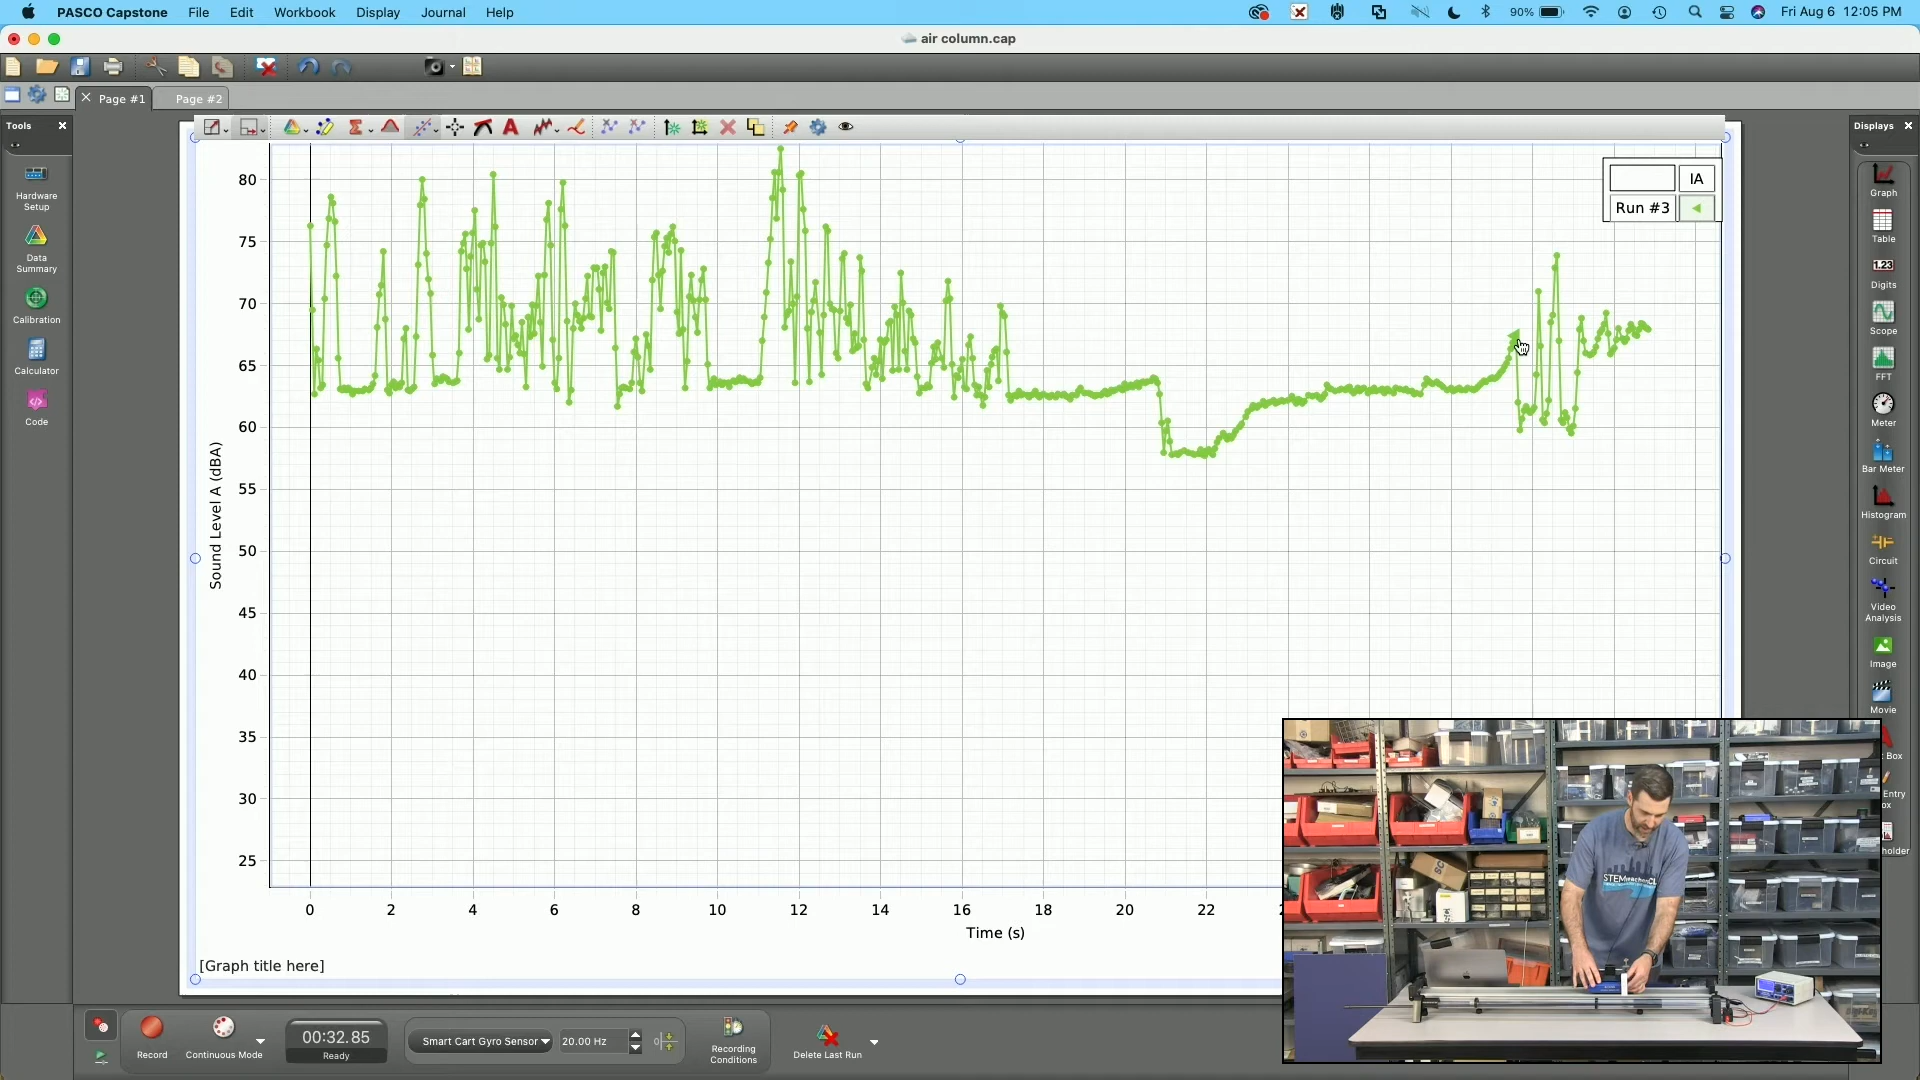 PASCO Capstone File Edit Workbook Display Journal Help 90% Fri Aug 6 12:05 PM
air column.cap
Page #1 Page #2
Tools
Hardware
Setup
Data
Summary
Calibration
Calculator
Code
Displays
Graph
Table
1.23
Digits
Scope
FFT
Meter
Bar Meter
Histogram
Circuit
Video
Analysis
Image
Movie
Box
Entry
holder
IA
Run #3
Sound Level A (dBA)
80
75
70
65
60
55
50
45
40
35
30
25
0 2 4 6 8 10 12 14 16 18 20 22
Time (s)
[Graph title here]
Record
Continuous Mode
00:32.85
Ready
Smart Cart Gyro Sensor 20.00 Hz
Recording
Conditions
Delete Last Run